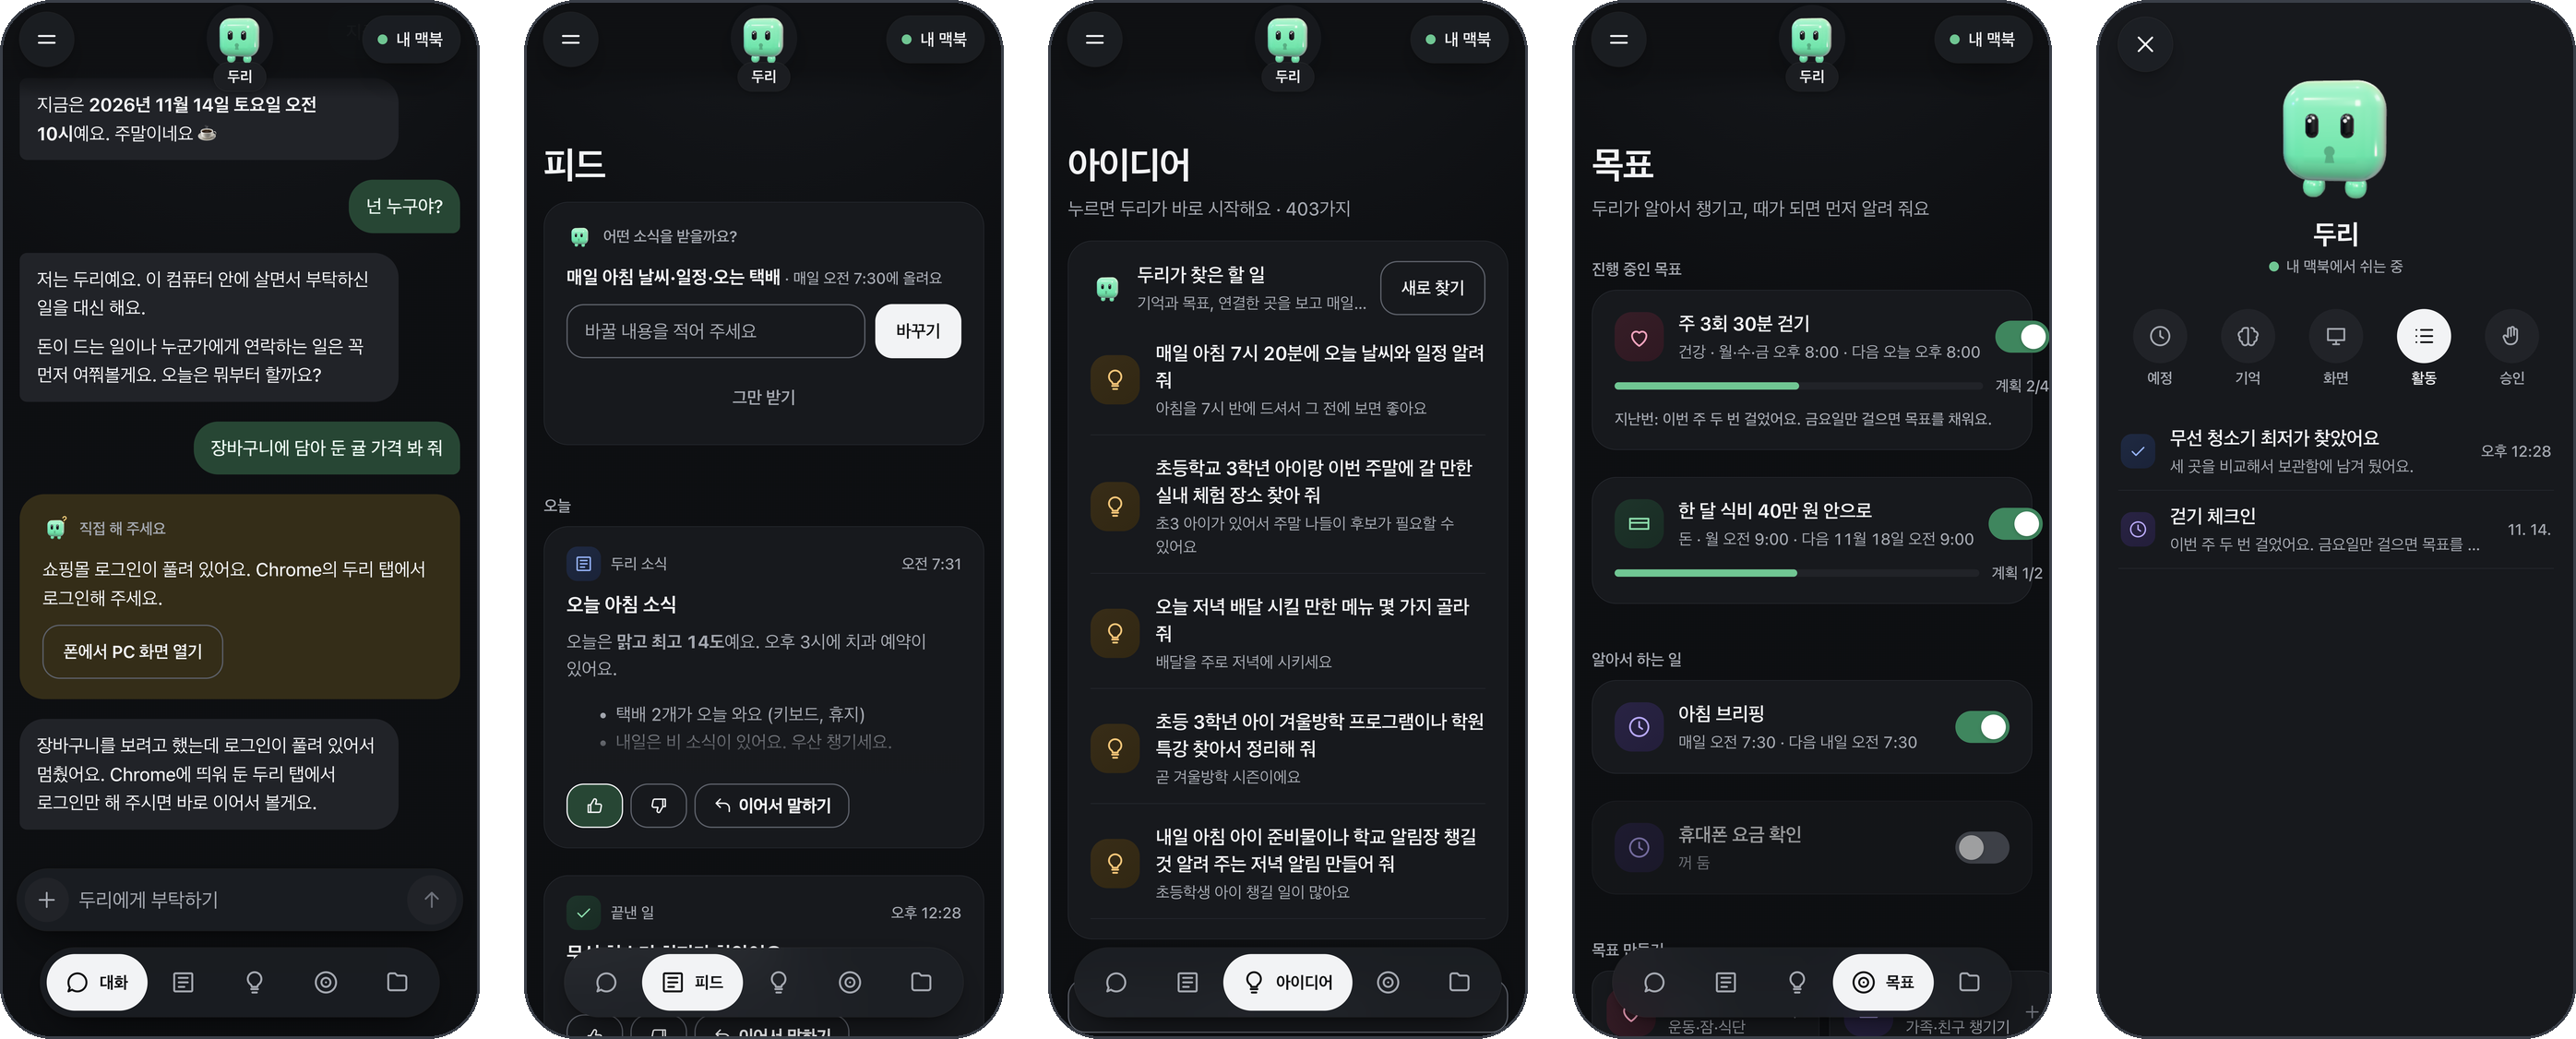 내 맥북
두리
지금은 2026년 11월 14일 토요일 오전
10시예요. 주말이네요 ☕
넌 누구야?
저는 두리예요. 이 컴퓨터 안에 살면서 부탁하신
일을 대신 해요.
돈이 드는 일이나 누군가에게 연락하는 일은 꼭
먼저 여쭤볼게요. 오늘은 뭐부터 할까요?
장바구니에 담아 둔 귤 가격 봐 줘
직접 해 주세요
쇼핑몰 로그인이 풀려 있어요. Chrome의 두리 탭에서
로그인해 주세요.
폰에서 PC 화면 열기
장바구니를 보려고 했는데 로그인이 풀려 있어서
멈췄어요. Chrome에 띄워 둔 두리 탭에서
로그인만 해 주시면 바로 이어서 볼게요.
두리에게 부탁하기
대화
내 맥북
두리
피드
어떤 소식을 받을까요?
매일 아침 날씨·일정·오는 택배 · 매일 오전 7:30에 올려요
바꿀 내용을 적어 주세요
바꾸기
그만 받기
오늘
두리 소식
오전 7:31
오늘 아침 소식
오늘은 맑고 최고 14도예요. 오후 3시에 치과 예약이
있어요.
• 택배 2개가 오늘 와요 (키보드, 휴지)
• 내일은 비 소식이 있어요. 우산 챙기세요.
이어서 말하기
끝낸 일
오후 12:28
피드
이어서 말하기
내 맥북
두리
아이디어
누르면 두리가 바로 시작해요 · 403가지
두리가 찾은 할 일
기억과 목표, 연결한 곳을 보고 매일...
새로 찾기
매일 아침 7시 20분에 오늘 날씨와 일정 알려
줘
아침을 7시 반에 드셔서 그 전에 보면 좋아요
초등학교 3학년 아이랑 이번 주말에 갈 만한
실내 체험 장소 찾아 줘
초3 아이가 있어서 주말 나들이 후보가 필요할 수
있어요
오늘 저녁 배달 시킬 만한 메뉴 몇 가지 골라
줘
배달을 주로 저녁에 시키세요
초등 3학년 아이 겨울방학 프로그램이나 학원
특강 찾아서 정리해 줘
곧 겨울방학 시즌이에요
내일 아침 아이 준비물이나 학교 알림장 챙길
것 알려 주는 저녁 알림 만들어 줘
초등학생 아이 챙길 일이 많아요
아이디어
내 맥북
두리
목표
두리가 알아서 챙기고, 때가 되면 먼저 알려 줘요
진행 중인 목표
주 3회 30분 걷기
건강 · 월·수·금 오후 8:00 · 다음 오늘 오후 8:00
계획 2/4
지난번: 이번 주 두 번 걸었어요. 금요일만 걸으면 목표를 채워요.
한 달 식비 40만 원 안으로
돈 · 월 오전 9:00 · 다음 11월 18일 오전 9:00
계획 1/2
알아서 하는 일
아침 브리핑
매일 오전 7:30 · 다음 내일 오전 7:30
휴대폰 요금 확인
꺼 둠
목표 만들기
목표
운동·잠·식단
가족·친구 챙기기
두리
내 맥북에서 쉬는 중
예정
기억
화면
활동
승인
무선 청소기 최저가 찾았어요
세 곳을 비교해서 보관함에 남겨 뒀어요.
오후 12:28
걷기 체크인
이번 주 두 번 걸었어요. 금요일만 걸으면 목표를 ...
11. 14.